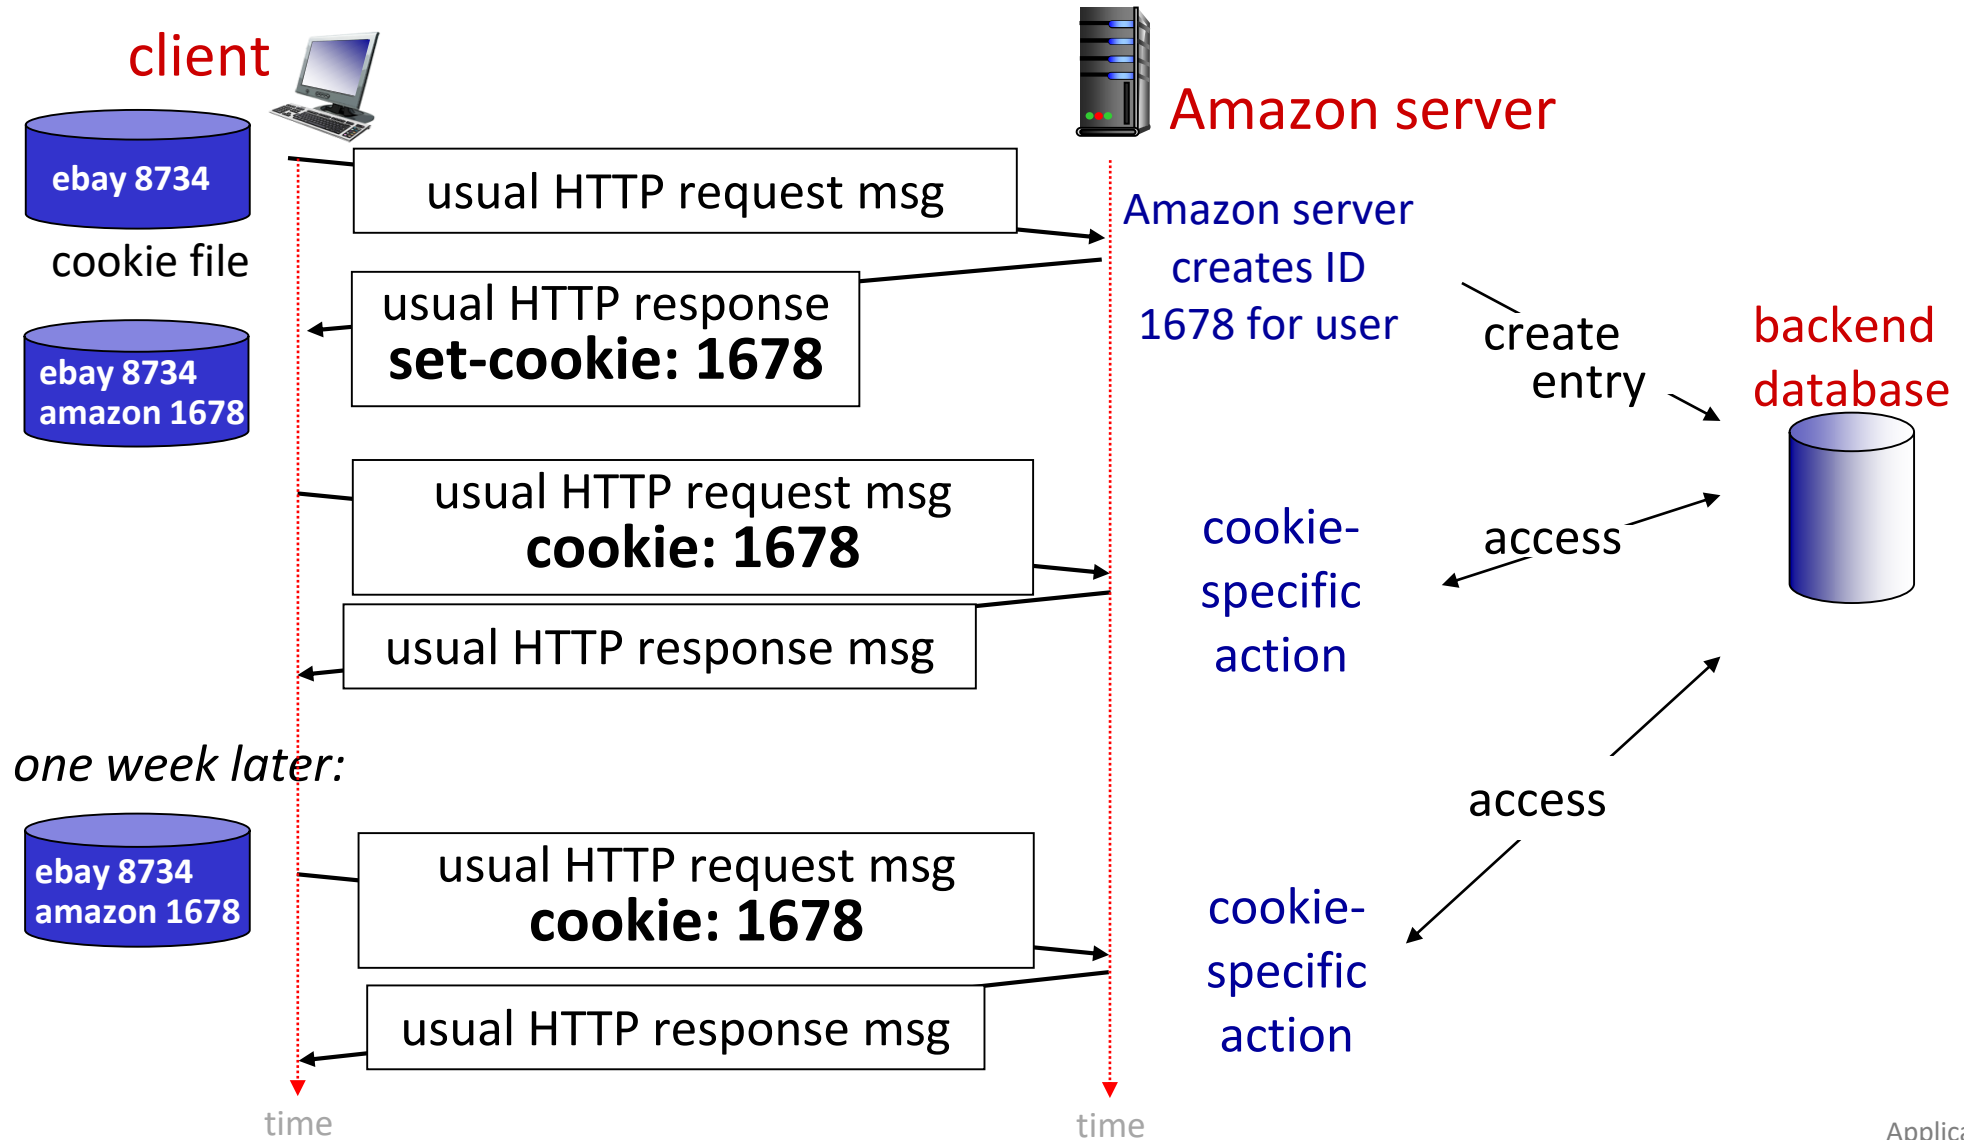 client
Amazon server
ebay 8734
cookie file
usual HTTP request msg
Amazon server
creates ID
1678 for user
usual HTTP response
set-cookie: 1678
create
entry
backend
database
ebay 8734
amazon 1678
usual HTTP request msg
cookie: 1678
cookie-
specific
action
access
usual HTTP response msg
one week later:
access
ebay 8734
amazon 1678
usual HTTP request msg
cookie: 1678
cookie-
specific
action
usual HTTP response msg
time
time